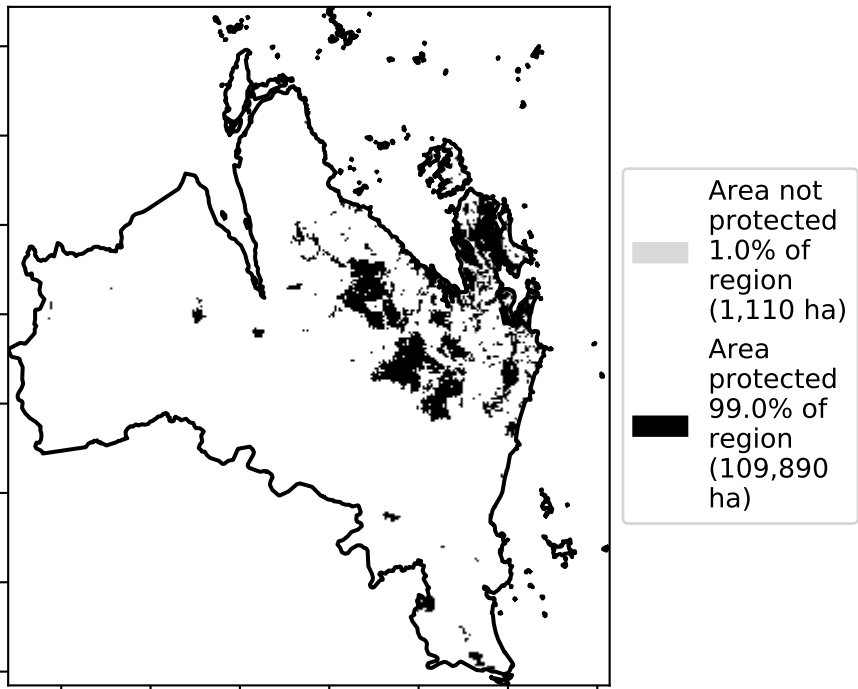 Area not
protected
1.0% of
region
(1,110 ha)
Area
protected
99.0% of
region
(109,890
ha)